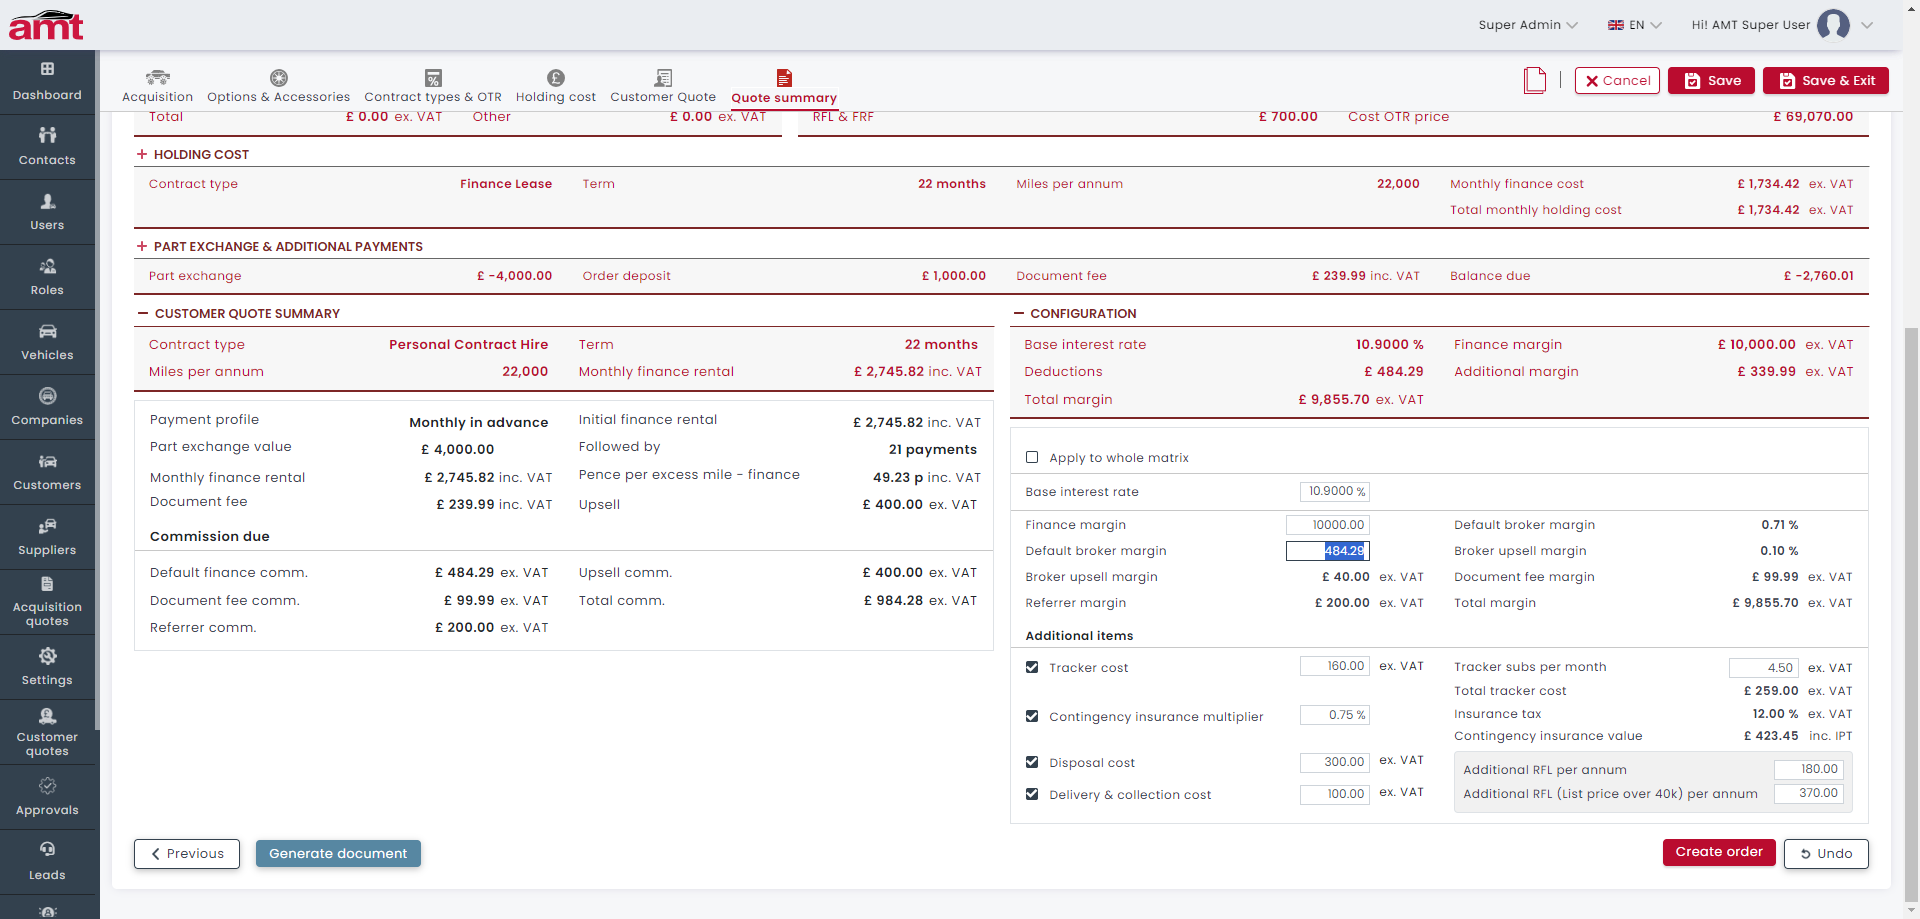 amt
Super Admin
EN
Hi! AMT Super User
Dashboard
Contacts
Users
Roles
Vehicles
Companies
Customers
Suppliers
Acquisition
quotes
Settings
Customer
quotes
Approvals
Leads
Acquisition
Options & Accessories
Contract types & OTR
Holding cost
Customer Quote
Quote summary
Cancel
Save
Save & Exit
Total £ 0.00 ex. VAT Other £ 0.00 ex. VAT RFL & FRF £ 700.00 Cost OTR price £ 69,070.00
+ HOLDING COST
Contract type Finance Lease Term 22 months Miles per annum 22,000 Monthly finance cost £ 1,734.42 ex. VAT
Total monthly holding cost £ 1,734.42 ex. VAT
+ PART EXCHANGE & ADDITIONAL PAYMENTS
Part exchange £ -4,000.00 Order deposit £ 1,000.00 Document fee £ 239.99 inc. VAT Balance due £ -2,760.01
− CUSTOMER QUOTE SUMMARY
Contract type Personal Contract Hire Term 22 months
Miles per annum 22,000 Monthly finance rental £ 2,745.82 inc. VAT
Payment profile Monthly in advance Initial finance rental £ 2,745.82 inc. VAT
Part exchange value £ 4,000.00 Followed by 21 payments
Monthly finance rental £ 2,745.82 inc. VAT Pence per excess mile - finance 49.23 p inc. VAT
Document fee £ 239.99 inc. VAT Upsell £ 400.00 ex. VAT
Commission due
Default finance comm. £ 484.29 ex. VAT Upsell comm. £ 400.00 ex. VAT
Document fee comm. £ 99.99 ex. VAT Total comm. £ 984.28 ex. VAT
Referrer comm. £ 200.00 ex. VAT
− CONFIGURATION
Base interest rate 10.9000 % Finance margin £ 10,000.00 ex. VAT
Deductions £ 484.29 Additional margin £ 339.99 ex. VAT
Total margin £ 9,855.70 ex. VAT
Apply to whole matrix
Base interest rate 10.9000 %
Finance margin 10000.00 Default broker margin 0.71 %
Default broker margin 484.29 Broker upsell margin 0.10 %
Broker upsell margin £ 40.00 ex. VAT Document fee margin £ 99.99 ex. VAT
Referrer margin £ 200.00 ex. VAT Total margin £ 9,855.70 ex. VAT
Additional items
Tracker cost 160.00 ex. VAT Tracker subs per month 4.50 ex. VAT
Total tracker cost £ 259.00 ex. VAT
Contingency insurance multiplier 0.75 % Insurance tax 12.00 % ex. VAT
Contingency insurance value £ 423.45 inc. IPT
Disposal cost 300.00 ex. VAT Additional RFL per annum 180.00
Delivery & collection cost 100.00 ex. VAT Additional RFL (List price over 40k) per annum 370.00
Previous
Generate document
Create order
Undo